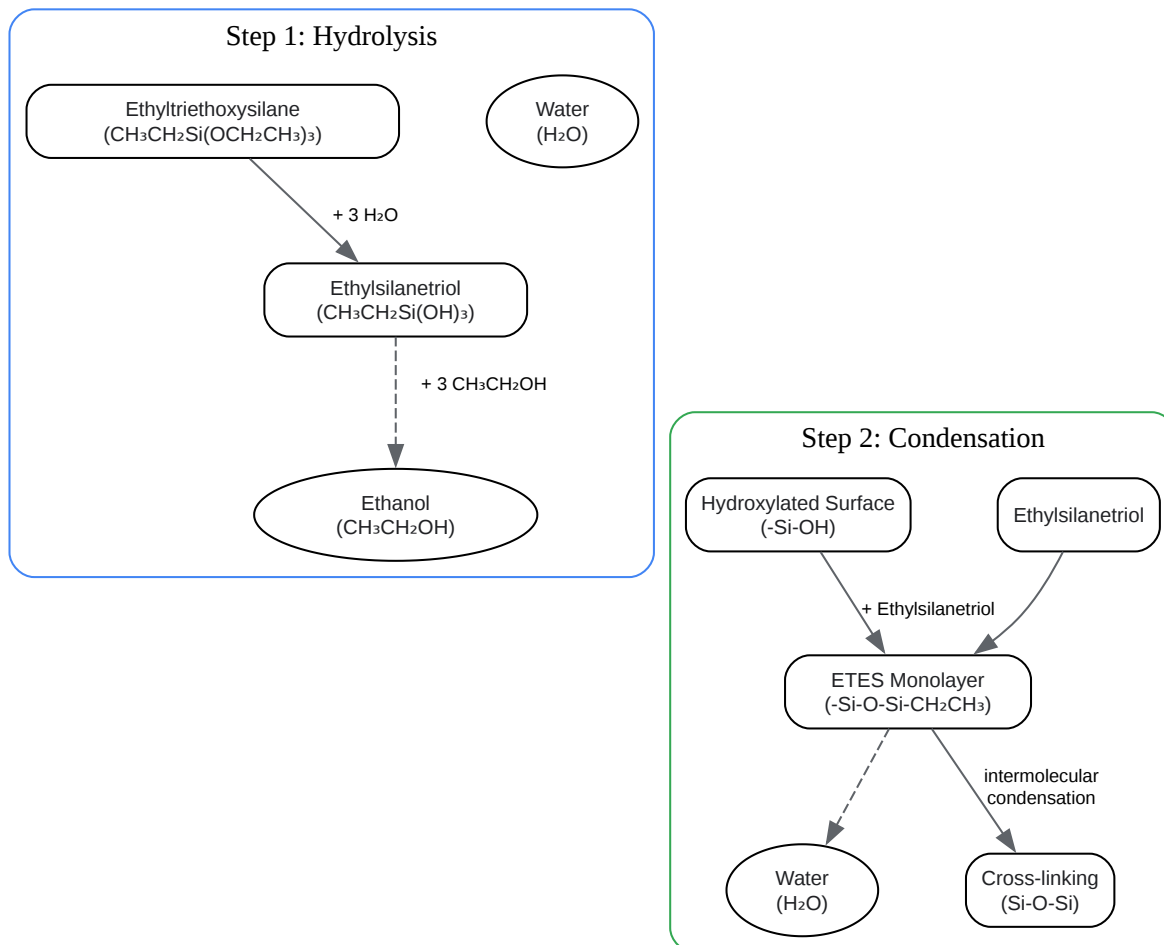 Step 1: Hydrolysis
Ethyltriethoxysilane
(CH₃CH₂Si(OCH₂CH₃)₃)
Water
(H₂O)
+ 3 H₂O
Ethylsilanetriol
(CH₃CH₂Si(OH)₃)
+ 3 CH₃CH₂OH
Ethanol
(CH₃CH₂OH)
Step 2: Condensation
Hydroxylated Surface
(-Si-OH)
Ethylsilanetriol
+ Ethylsilanetriol
ETES Monolayer
(-Si-O-Si-CH₂CH₃)
intermolecular
condensation
Water
(H₂O)
Cross-linking
(Si-O-Si)